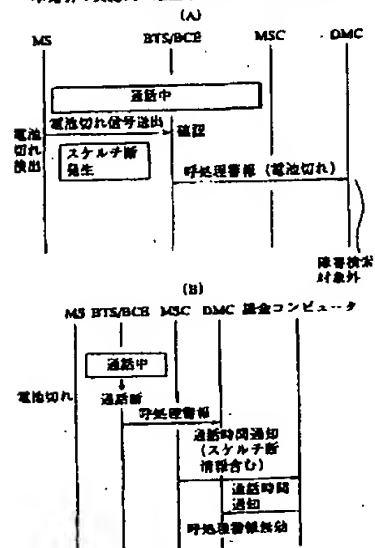 (A)
MS BTS/BCE MSC DMC
通話中
電池切れ信号送出 確認
電池
切れ
検出
スケルチ断
発生
呼処理警報(電池切れ)
障害検索
対象外
(B)
MS BTS/BCE MSC DMC 課金コンピュータ
通話中
電池切れ 通話断
呼処理警報
通話時間通知
(スケルチ断
情報含む)
通話時間
通知
呼処理警報無効